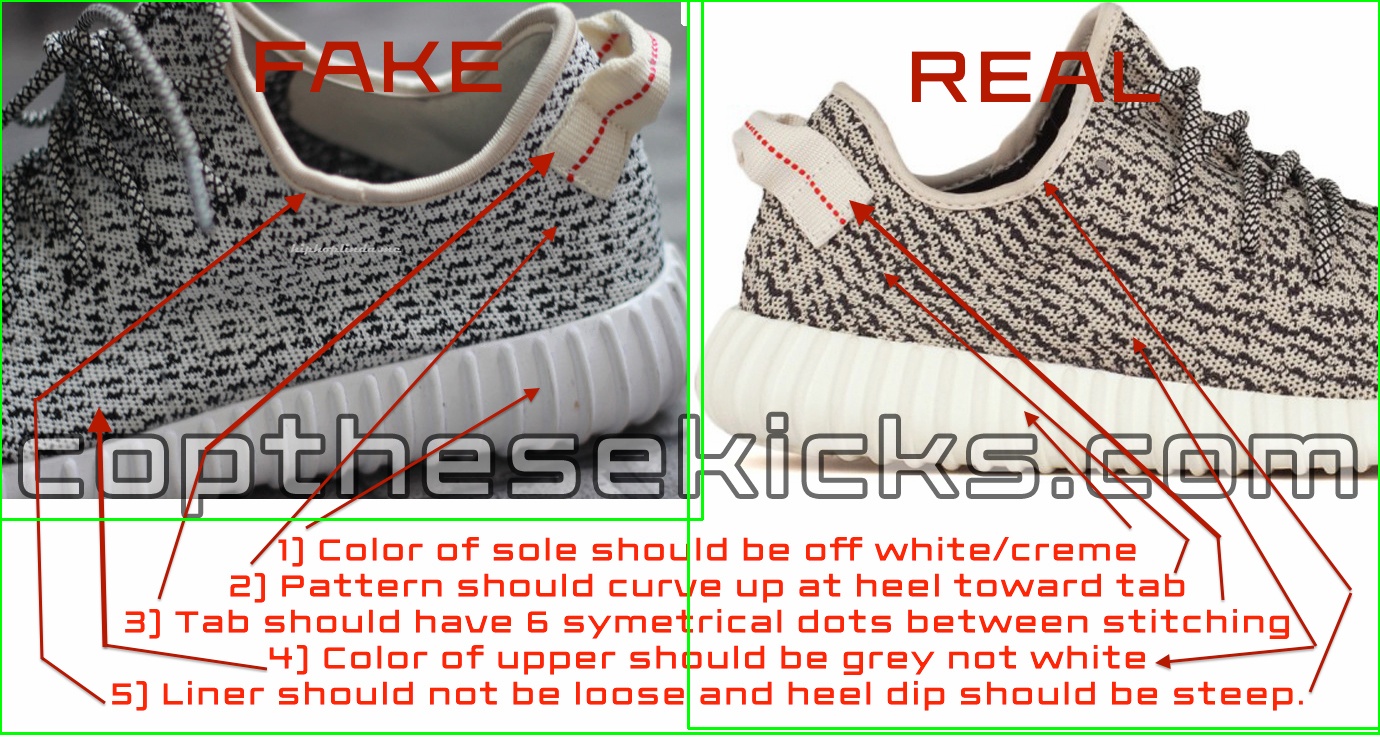 FAKE
REAL
hiphoplinda.me
copthesekicks.com
1] Color of sole should be off white/creme
2] Pattern should curve up at heel toward tab
3] Tab should have 6 symetrical dots between stitching
4] Color of upper should be grey not white
5] Liner should not be loose and heel dip should be steep.